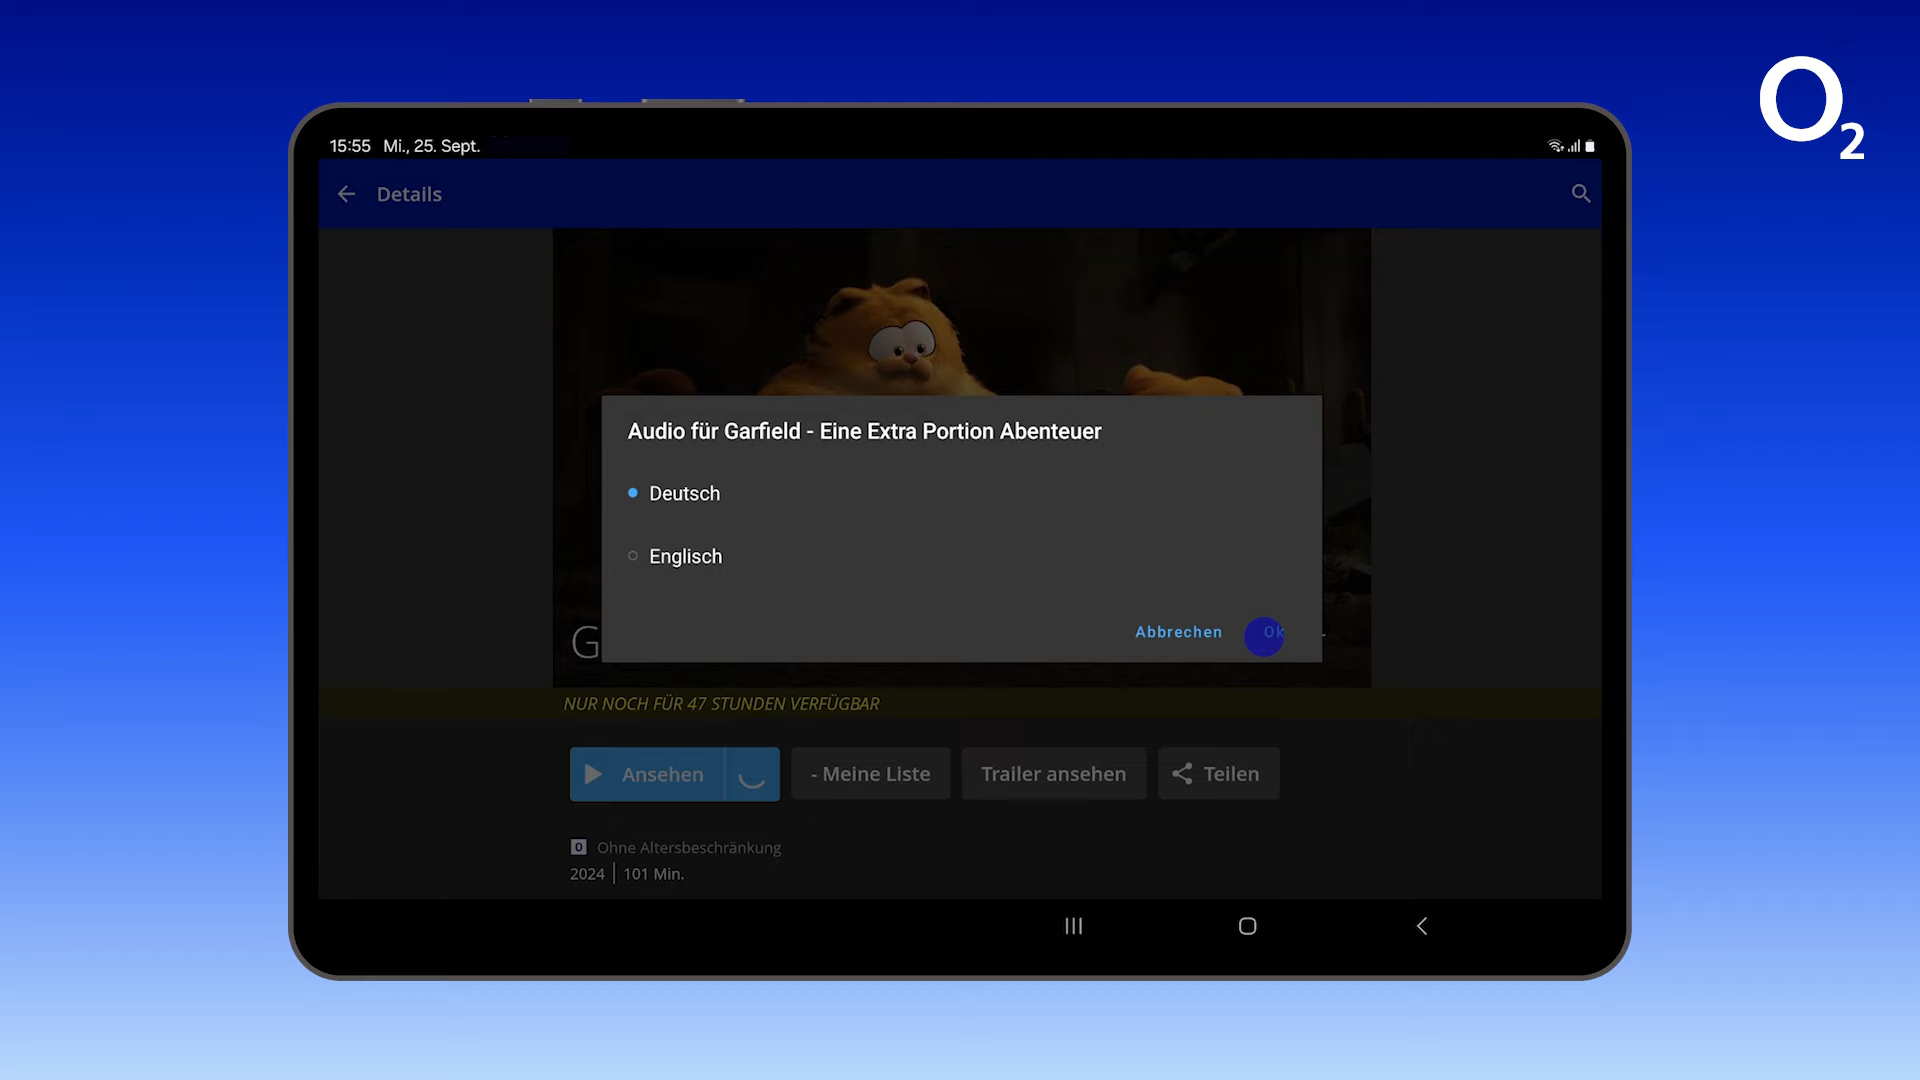 O2
15:55 Mi., 25. Sept.
Details
Audio für Garfield - Eine Extra Portion Abenteuer
Deutsch
Englisch
Abbrechen Ok
G
NUR NOCH FÜR 47 STUNDEN VERFÜGBAR
Ansehen - Meine Liste Trailer ansehen Teilen
0 Ohne Altersbeschränkung
2024 | 101 Min.